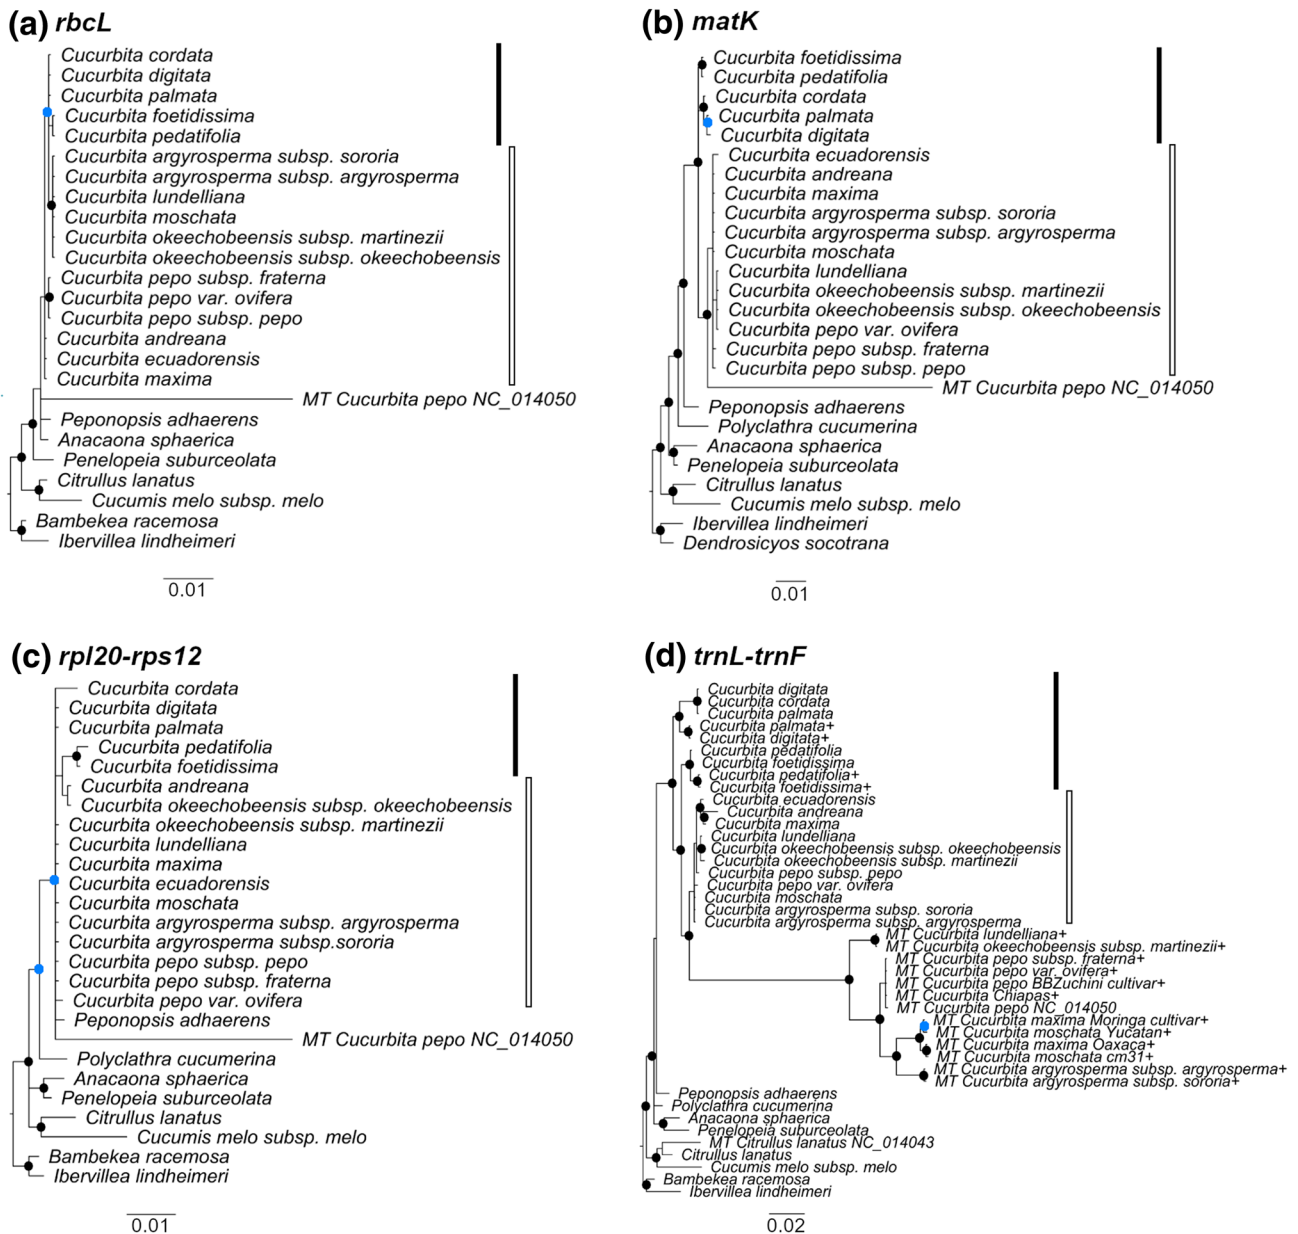 (a) rbcL
Cucurbita cordata
Cucurbita digitata
Cucurbita palmata
Cucurbita foetidissima
Cucurbita pedatifolia
Cucurbita argyrosperma subsp. sororia
Cucurbita argyrosperma subsp. argyrosperma
Cucurbita lundelliana
Cucurbita moschata
Cucurbita okeechobeensis subsp. martinezii
Cucurbita okeechobeensis subsp. okeechobeensis
Cucurbita pepo subsp. fraterna
Cucurbita pepo var. ovifera
Cucurbita pepo subsp. pepo
Cucurbita andreana
Cucurbita ecuadorensis
Cucurbita maxima
MT Cucurbita pepo NC_014050
Peponopsis adhaerens
Anacaona sphaerica
Penelopeia suburceolata
Citrullus lanatus
Cucumis melo subsp. melo
Bambekea racemosa
Ibervillea lindheimeri
0.01
(b) matK
Cucurbita foetidissima
Cucurbita pedatifolia
Cucurbita cordata
Cucurbita palmata
Cucurbita digitata
Cucurbita ecuadorensis
Cucurbita andreana
Cucurbita maxima
Cucurbita argyrosperma subsp. sororia
Cucurbita argyrosperma subsp. argyrosperma
Cucurbita moschata
Cucurbita lundelliana
Cucurbita okeechobeensis subsp. martinezii
Cucurbita okeechobeensis subsp. okeechobeensis
Cucurbita pepo var. ovifera
Cucurbita pepo subsp. fraterna
Cucurbita pepo subsp. pepo
MT Cucurbita pepo NC_014050
Peponopsis adhaerens
Polyclathra cucumerina
Anacaona sphaerica
Penelopeia suburceolata
Citrullus lanatus
Cucumis melo subsp. melo
Ibervillea lindheimeri
Dendrosicyos socotrana
0.01
(c) rpl20-rps12
Cucurbita cordata
Cucurbita digitata
Cucurbita palmata
Cucurbita pedatifolia
Cucurbita foetidissima
Cucurbita andreana
Cucurbita okeechobeensis subsp. okeechobeensis
Cucurbita okeechobeensis subsp. martinezii
Cucurbita lundelliana
Cucurbita maxima
Cucurbita ecuadorensis
Cucurbita moschata
Cucurbita argyrosperma subsp. argyrosperma
Cucurbita argyrosperma subsp.sororia
Cucurbita pepo subsp. pepo
Cucurbita pepo subsp. fraterna
Cucurbita pepo var. ovifera
Peponopsis adhaerens
MT Cucurbita pepo NC_014050
Polyclathra cucumerina
Anacaona sphaerica
Penelopeia suburceolata
Citrullus lanatus
Cucumis melo subsp. melo
Bambekea racemosa
Ibervillea lindheimeri
0.01
(d) trnL-trnF
Cucurbita digitata
Cucurbita cordata
Cucurbita palmata
Cucurbita palmata+
Cucurbita digitata+
Cucurbita pedatifolia
Cucurbita foetidissima
Cucurbita pedatifolia+
Cucurbita foetidissima+
Cucurbita ecuadorensis
Cucurbita andreana
Cucurbita maxima
Cucurbita lundelliana
Cucurbita okeechobeensis subsp. okeechobeensis
Cucurbita okeechobeensis subsp. martinezii
Cucurbita pepo subsp. pepo
Cucurbita pepo var. ovifera
Cucurbita moschata
Cucurbita argyrosperma subsp. sororia
Cucurbita argyrosperma subsp. argyrosperma
MT Cucurbita lundelliana+
MT Cucurbita okeechobeensis subsp. martinezii+
MT Cucurbita pepo subsp. fraterna+
MT Cucurbita pepo var. ovifera+
MT Cucurbita pepo BBZuchini cultivar+
MT Cucurbita Chiapas+
MT Cucurbita pepo NC_014050
MT Cucurbita maxima Moringa cultivar+
MT Cucurbita moschata Yucatan+
MT Cucurbita maxima Oaxaca+
MT Cucurbita moschata cm31+
MT Cucurbita argyrosperma subsp. argyrosperma+
MT Cucurbita argyrosperma subsp. sororia+
Peponopsis adhaerens
Polyclathra cucumerina
Anacaona sphaerica
Penelopeia suburceolata
MT Citrullus lanatus NC_014043
Citrullus lanatus
Cucumis melo subsp. melo
Bambekea racemosa
Ibervillea lindheimeri
0.02